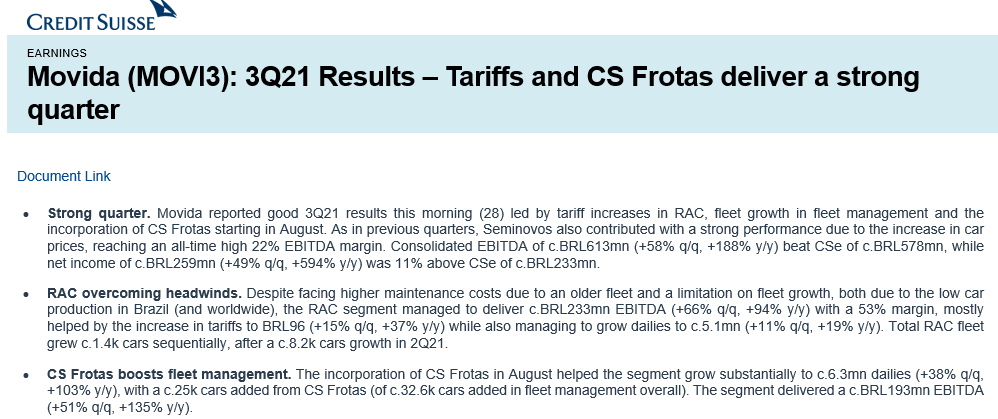 CREDIT SUISSE
EARNINGS
Movida (MOVI3): 3Q21 Results – Tariffs and CS Frotas deliver a strong
quarter
Document Link
• Strong quarter. Movida reported good 3Q21 results this morning (28) led by tariff increases in RAC, fleet growth in fleet management and the
incorporation of CS Frotas starting in August. As in previous quarters, Seminovos also contributed with a strong performance due to the increase in car
prices, reaching an all-time high 22% EBITDA margin. Consolidated EBITDA of c.BRL613mn (+58% q/q, +188% y/y) beat CSe of c.BRL578mn, while
net income of c.BRL259mn (+49% q/q, +594% y/y) was 11% above CSe of c.BRL233mn.
• RAC overcoming headwinds. Despite facing higher maintenance costs due to an older fleet and a limitation on fleet growth, both due to the low car
production in Brazil (and worldwide), the RAC segment managed to deliver c.BRL233mn EBITDA (+66% q/q, +94% y/y) with a 53% margin, mostly
helped by the increase in tariffs to BRL96 (+15% q/q, +37% y/y) while also managing to grow dailies to c.5.1mn (+11% q/q, +19% y/y). Total RAC fleet
grew c.1.4k cars sequentially, after a c.8.2k cars growth in 2Q21.
• CS Frotas boosts fleet management. The incorporation of CS Frotas in August helped the segment grow substantially to c.6.3mn dailies (+38% q/q,
+103% y/y), with a c.25k cars added from CS Frotas (of c.32.6k cars added in fleet management overall). The segment delivered a c.BRL193mn EBITDA
(+51% q/q, +135% y/y).